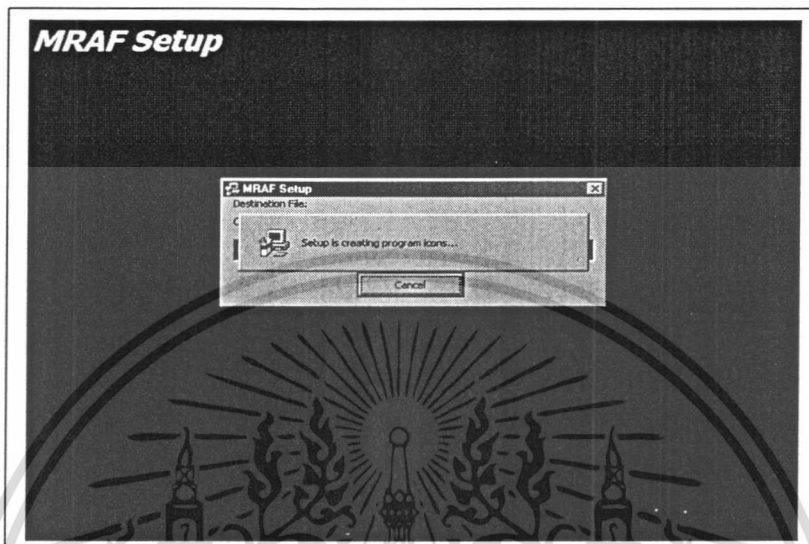 MRAF Setup
MRAF Setup
Destination File:
Setup is creating program icons...
Cancel